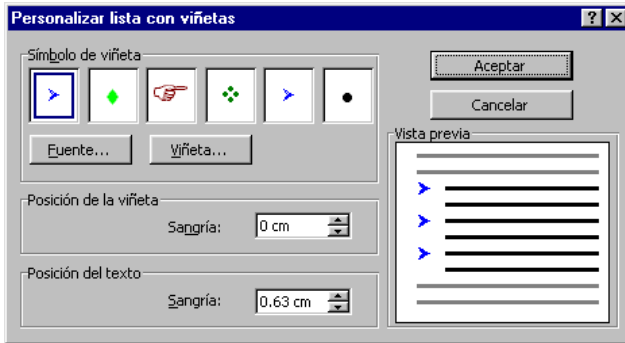 Personalizar lista con viñetas
Símbolo de viñeta
Fuente...
Viñeta...
Aceptar
Cancelar
Vista previa
Posición de la viñeta
Sangría: 0 cm
Posición del texto
Sangría: 0.63 cm